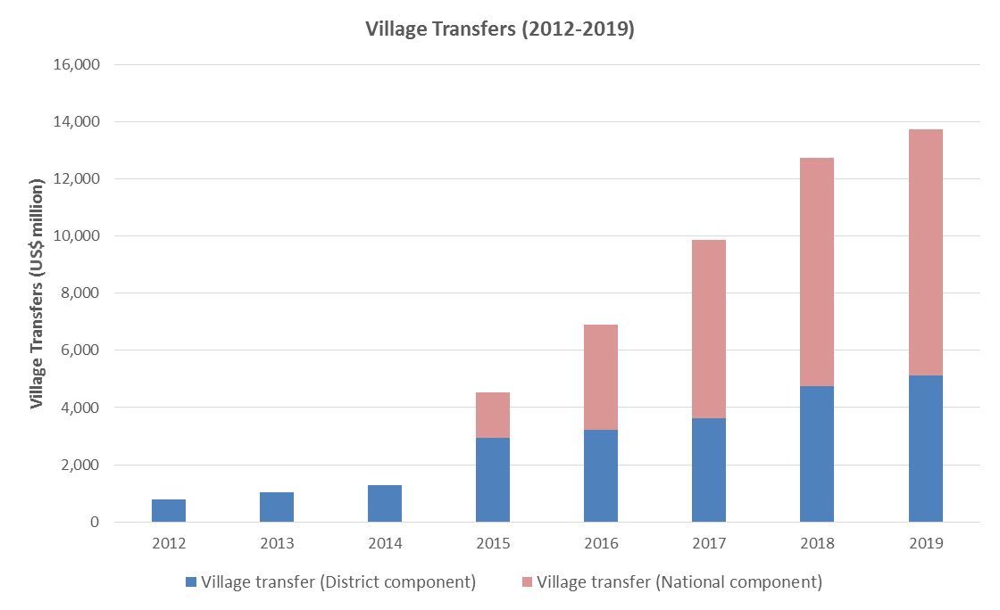 Village Transfers (2012-2019)
Village Transfers (US$ million)
16,000
14,000
12,000
10,000
8,000
6,000
4,000
2,000
0
2012 2013 2014 2015 2016 2017 2018 2019
Village transfer (District component) Village transfer (National component)